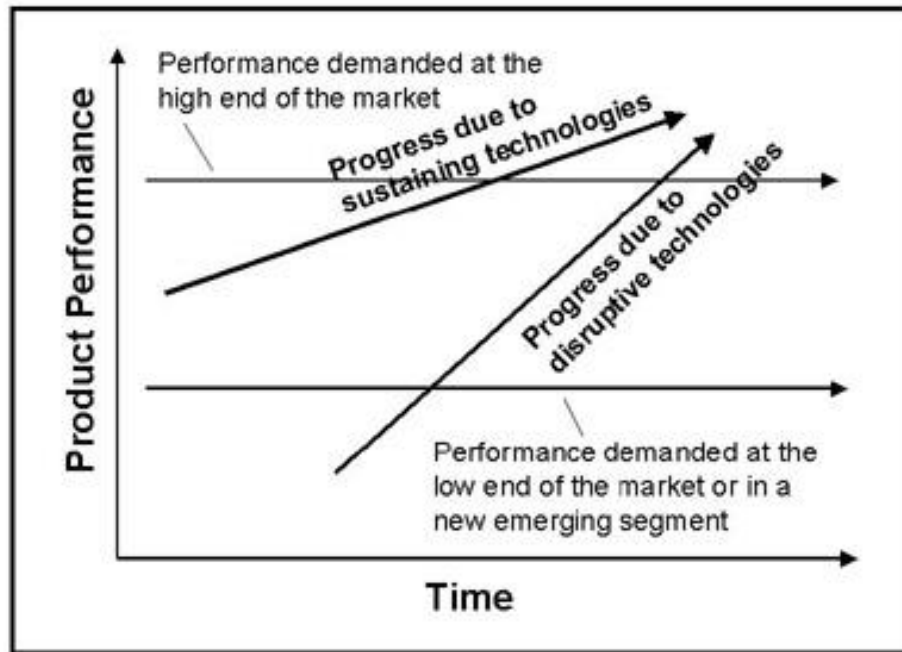 Performance demanded at the
high end of the market
Progress due to
sustaining technologies
Product Performance
Progress due to
disruptive technologies
Performance demanded at the
low end of the market or in a
new emerging segment
Time